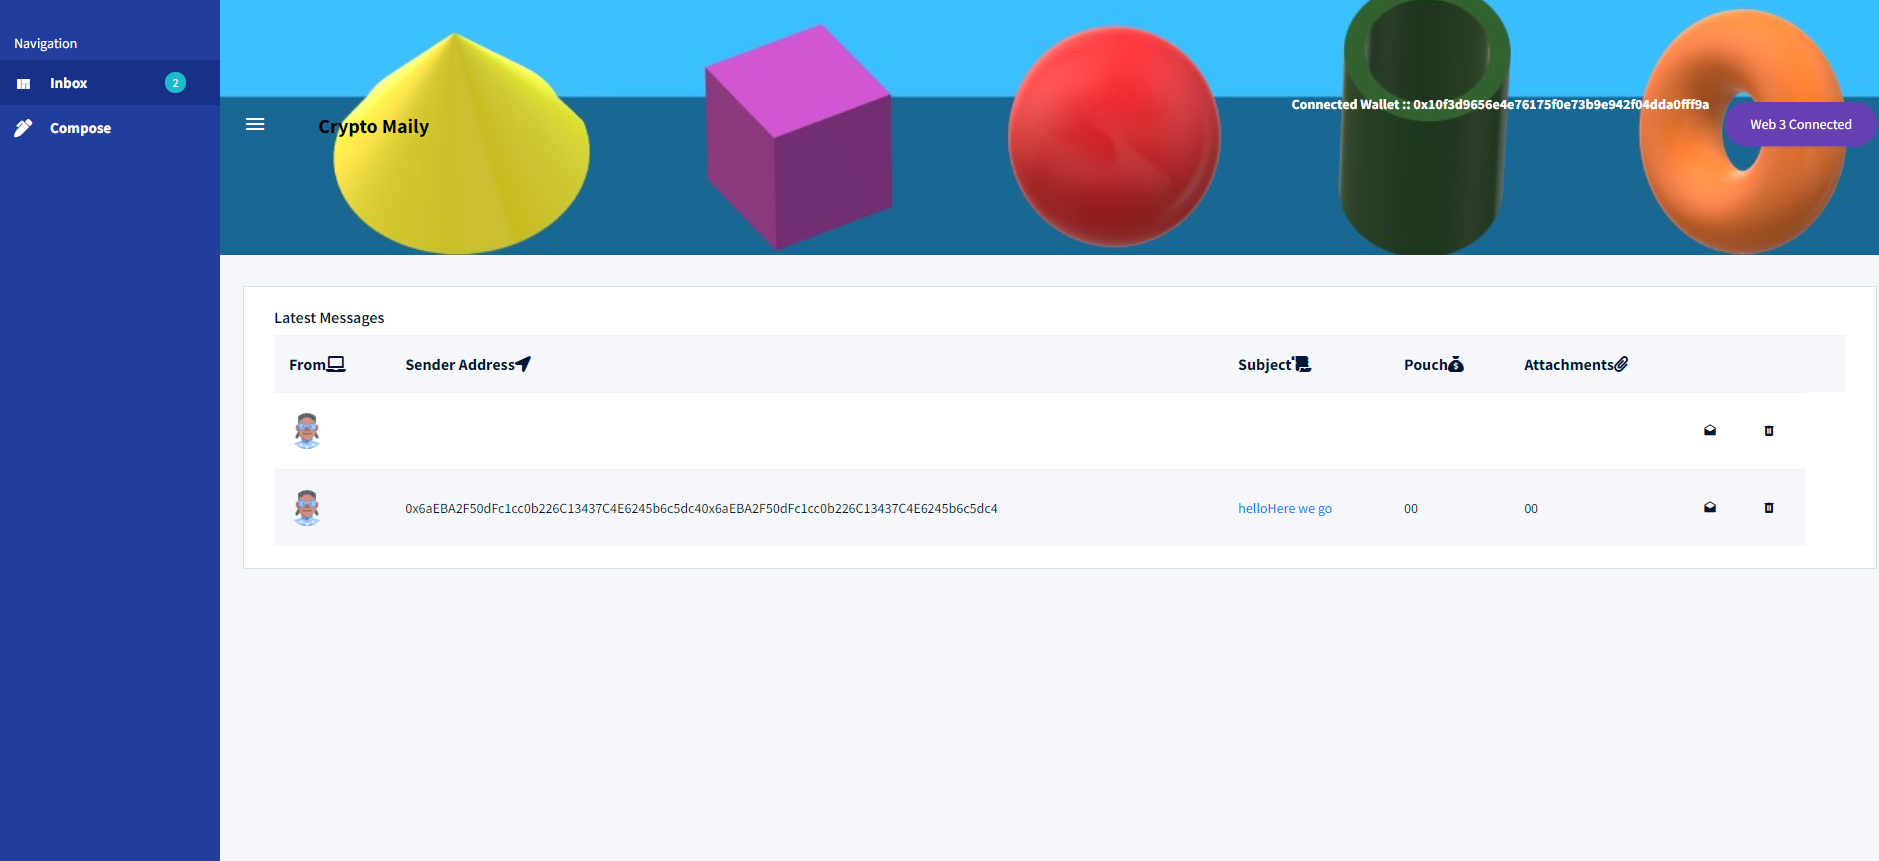 Navigation
Inbox 2
Compose
Crypto Maily
Connected Wallet :: 0x10f3d9656e4e76175f0e73b9e942f04dda0fff9a
Web 3 Connected
Latest Messages
From Sender Address Subject Pouch Attachments
0x6aEBA2F50dFc1cc0b226C13437C4E6245b6c5dc40x6aEBA2F50dFc1cc0b226C13437C4E6245b6c5dc4 helloHere we go 00 00